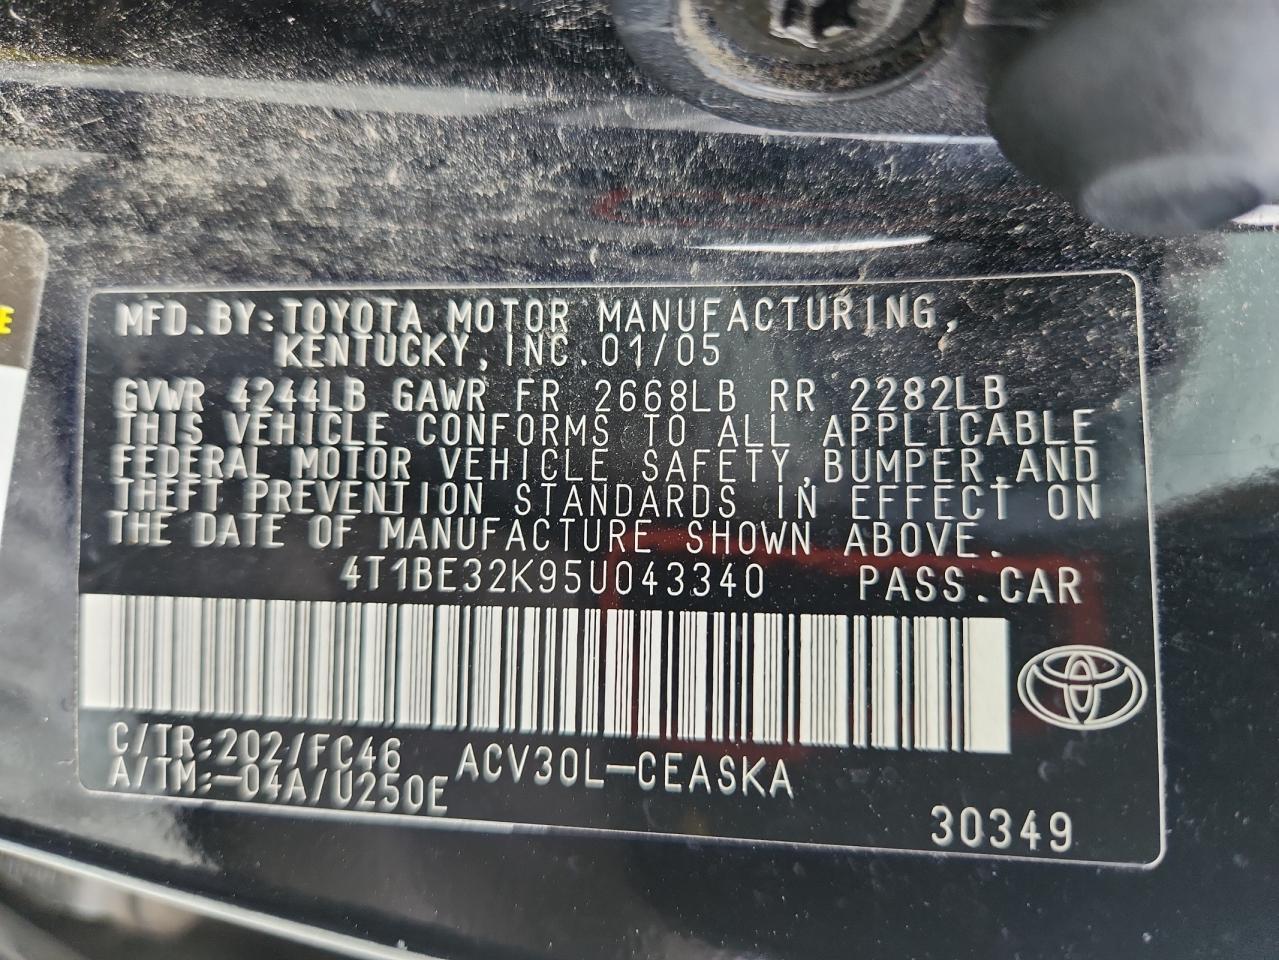 MFD.BY:TOYOTA MOTOR MANUFACTURING,
KENTUCKY,INC.01/05
GVWR 4244LB GAWR FR 2668LB RR 2282LB
THIS VEHICLE CONFORMS TO ALL APPLICABLE
FEDERAL MOTOR VEHICLE SAFETY,BUMPER,AND
THEFT PREVENTION STANDARDS IN EFFECT ON
THE DATE OF MANUFACTURE SHOWN ABOVE.
4T1BE32K95U043340 PASS.CAR
C/TR:202/FC46 ACV30L-CEASKA
A/TM:-04A/U250E
30349